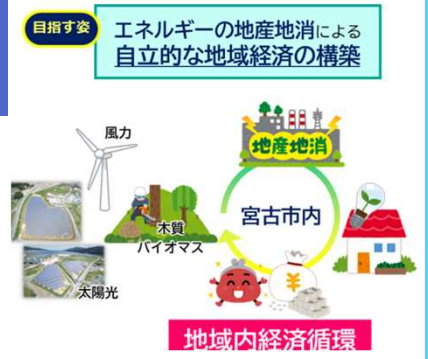 目指す姿
エネルギーの地産地消による
自立的な地域経済の構築
風力
地産地消
木質
バイオマス
宮古市内
太陽光
¥
地域内経済循環